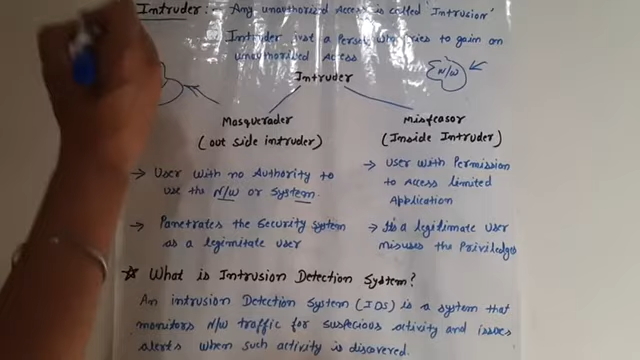 Intruder :- Any unauthorized Access is called 'Intrusion'
Intruder just a Person who tries to gain an
unauthorized Access
Intruder
N/W
Masquerader
(out side intruder)
Misfeasor
(Inside Intruder)
→ User with no Authority to
use the N/W or System.
→ User with Permission
to Access limited
Application
→ Panetrates the Security System
as a legimitate user
→ Its a legitimate user
misuses the Priviledges
☆ What is Intrusion Detection System?
An intrusion Detection System (IDS) is a system that
monitors N/W traffic for suspecious activity and issues
alerts when such activity is discovered.